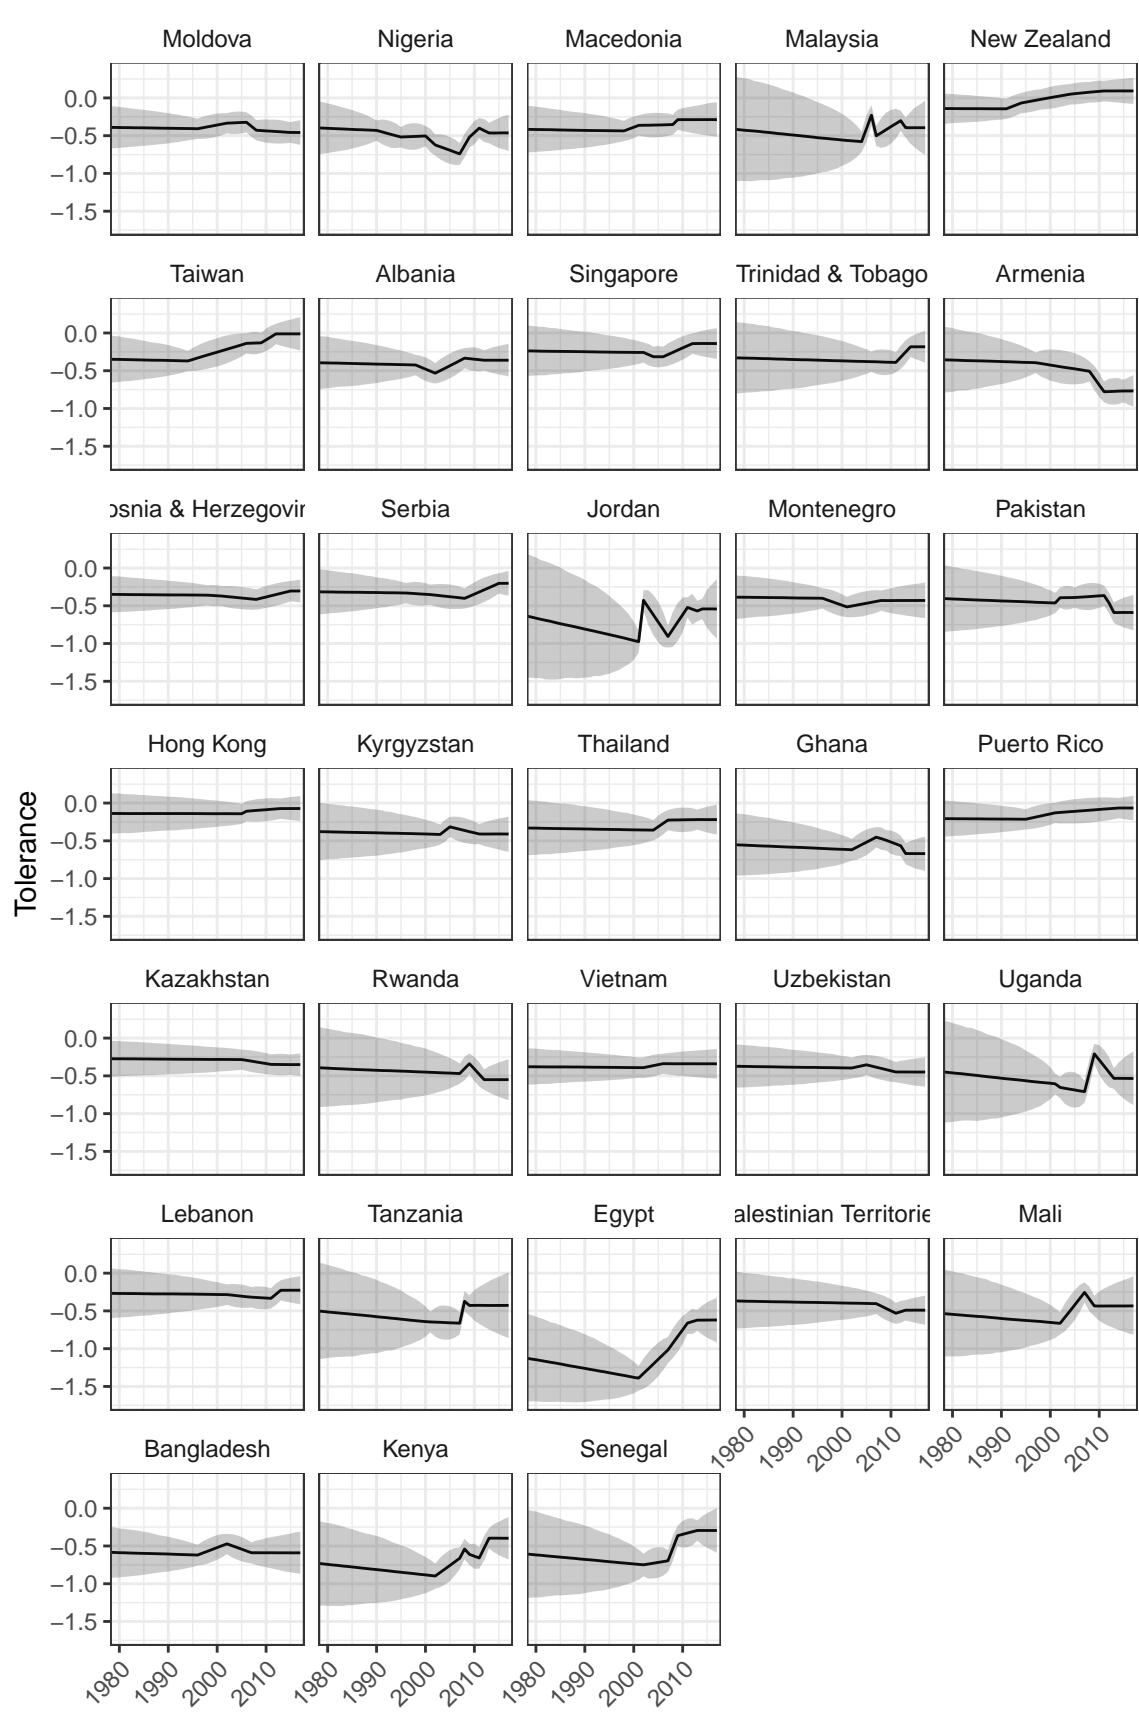 Moldova Nigeria Macedonia Malaysia New Zealand
0.0
−0.5
−1.0
−1.5
Taiwan Albania Singapore Trinidad & Tobago Armenia
0.0
−0.5
−1.0
−1.5
osnia & Herzegovin Serbia Jordan Montenegro Pakistan
0.0
−0.5
−1.0
−1.5
Hong Kong Kyrgyzstan Thailand Ghana Puerto Rico
0.0
−0.5
−1.0
−1.5
Tolerance
Kazakhstan Rwanda Vietnam Uzbekistan Uganda
0.0
−0.5
−1.0
−1.5
Lebanon Tanzania Egypt alestinian Territorie Mali
0.0
−0.5
−1.0
−1.5
1980 1990 2000 2010 1980 1990 2000 2010
Bangladesh Kenya Senegal
0.0
−0.5
−1.0
−1.5
1980 1990 2000 2010 1980 1990 2000 2010 1980 1990 2000 2010